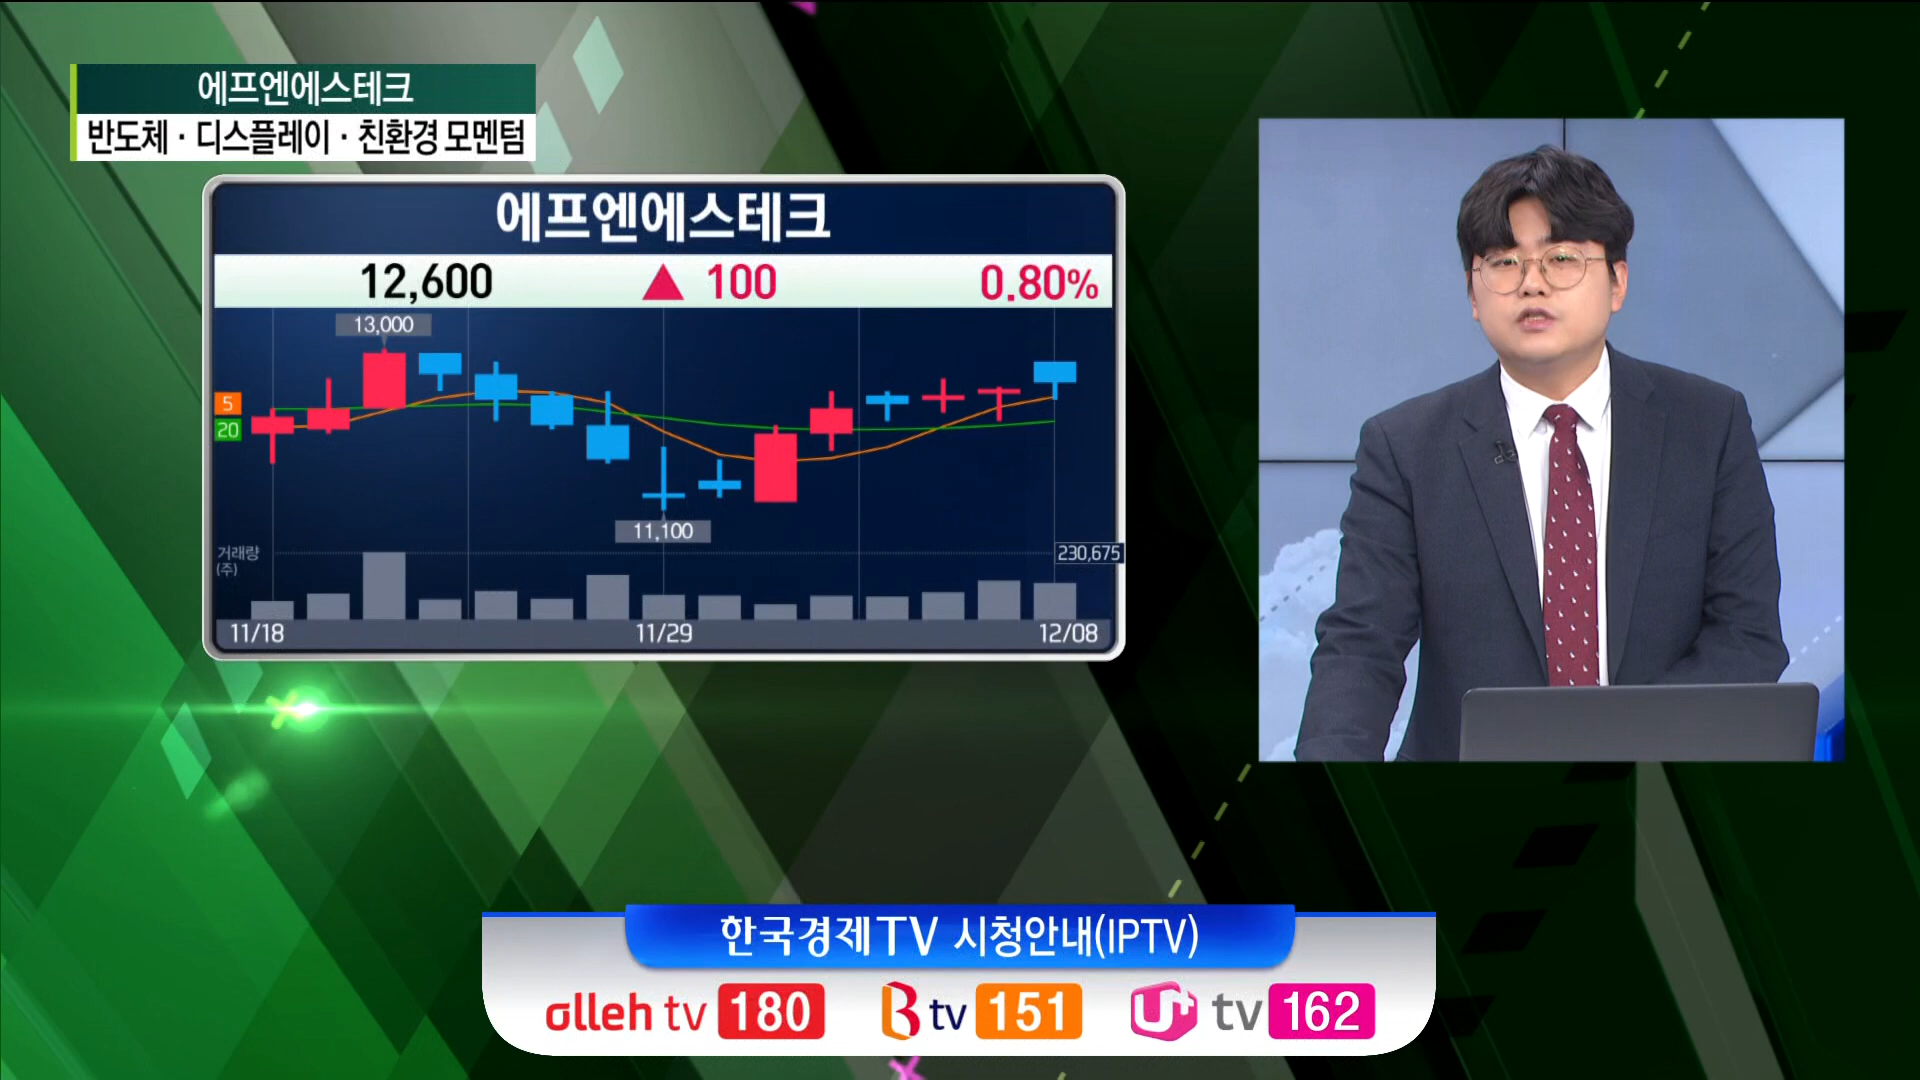 에프엔에스테크
반도체 · 디스플레이 · 친환경 모멘텀
에프엔에스테크
12,600 ▲ 100 0.80%
13,000
5
20
11,100
거래량
(주)
230,675
11/18 11/29 12/08
한국경제TV 시청안내(IPTV)
olleh tv 180 B tv 151 U+ tv 162